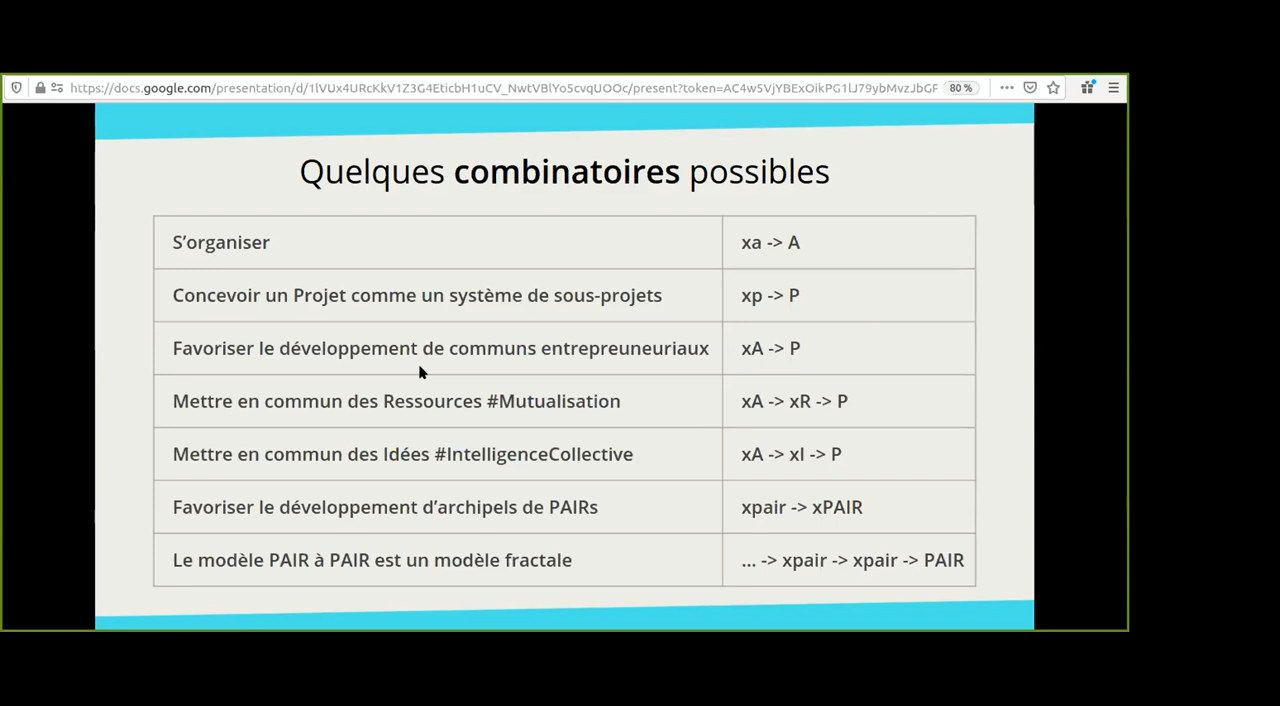 https://docs.google.com/presentation/d/1lVUx4URcKRtmG4EticbH1uCV_NwtVBlYo5cvqUOOc/present?token=AC4w5VjYBExOikPG1lJ79ybMvzJbGF 80 %
Quelques combinatoires possibles
S'organiser xa -> A
Concevoir un Projet comme un système de sous-projets xp -> P
Favoriser le développement de communs entrepreuneuriaux xA -> P
Mettre en commun des Ressources #Mutualisation xA -> xR -> P
Mettre en commun des Idées #IntelligenceCollective xA -> xI -> P
Favoriser le développement d'archipels de PAIRs xpair -> xPAIR
Le modèle PAIR à PAIR est un modèle fractale ... -> xpair -> xpair -> PAIR